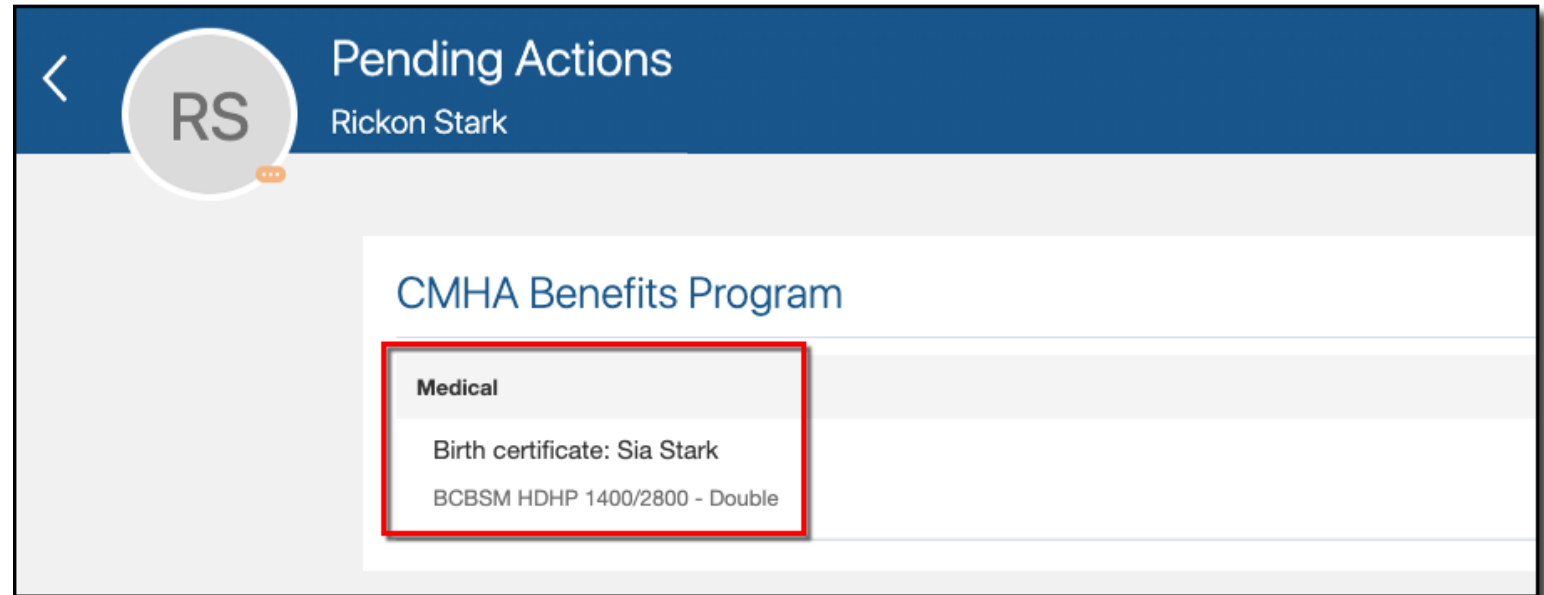 Pending Actions
RS
Rickon Stark
CMHA Benefits Program
Medical
Birth certificate: Sia Stark
BCBSM HDHP 1400/2800 - Double